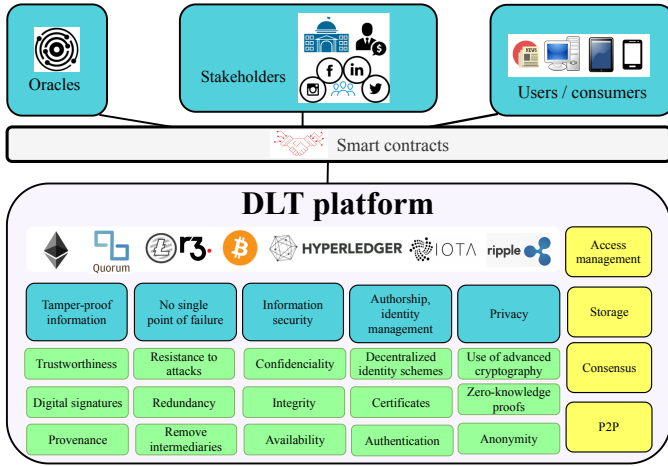 Oracles
Stakeholders
NEWS
Users / consumers
Smart contracts
DLT platform
Quorum
r3.
HYPERLEDGER
IOTA
ripple
Access
management
Tamper-proof
information
No single
point of failure
Information
security
Authorship,
identity
management
Privacy
Storage
Trustworthiness
Resistance to
attacks
Confidenciality
Decentralized
identity schemes
Use of advanced
cryptography
Consensus
Digital signatures
Redundancy
Integrity
Certificates
Zero-knowledge
proofs
P2P
Provenance
Remove
intermediaries
Availability
Authentication
Anonymity